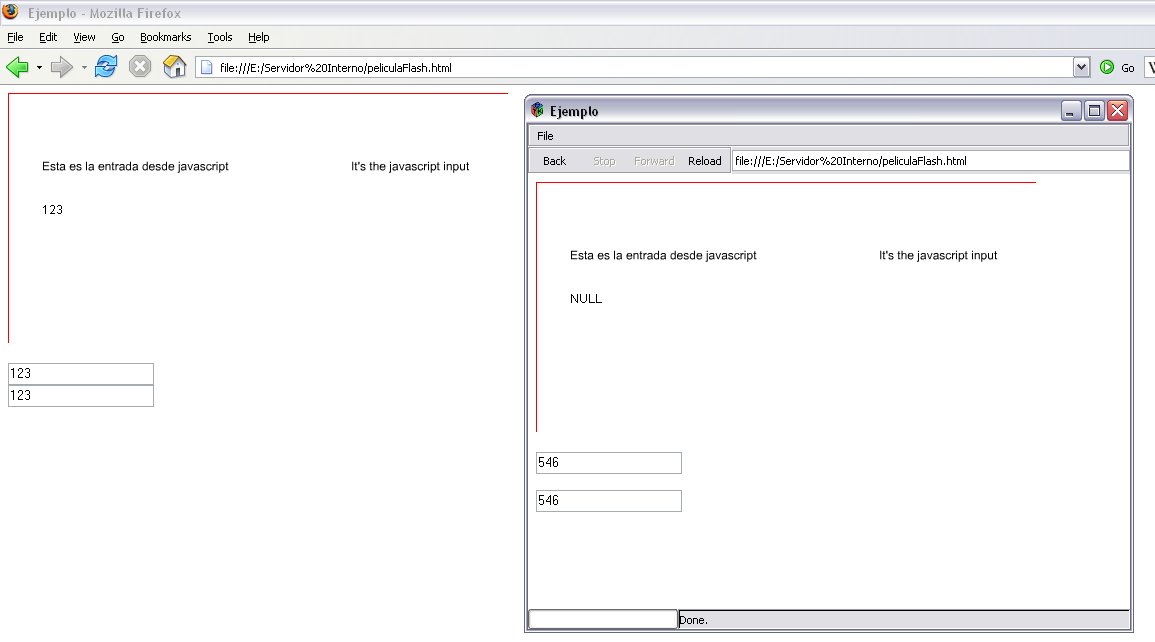 Ejemplo - Mozilla Firefox
File Edit View Go Bookmarks Tools Help
file:///E:/Servidor%20Interno/peliculaFlash.html Go
Esta es la entrada desde javascript It's the javascript input
123
123
123
Ejemplo
File
Back Stop Forward Reload file:///E:/Servidor%20Interno/peliculaFlash.html
Esta es la entrada desde javascript It's the javascript input
NULL
546
546
Done.